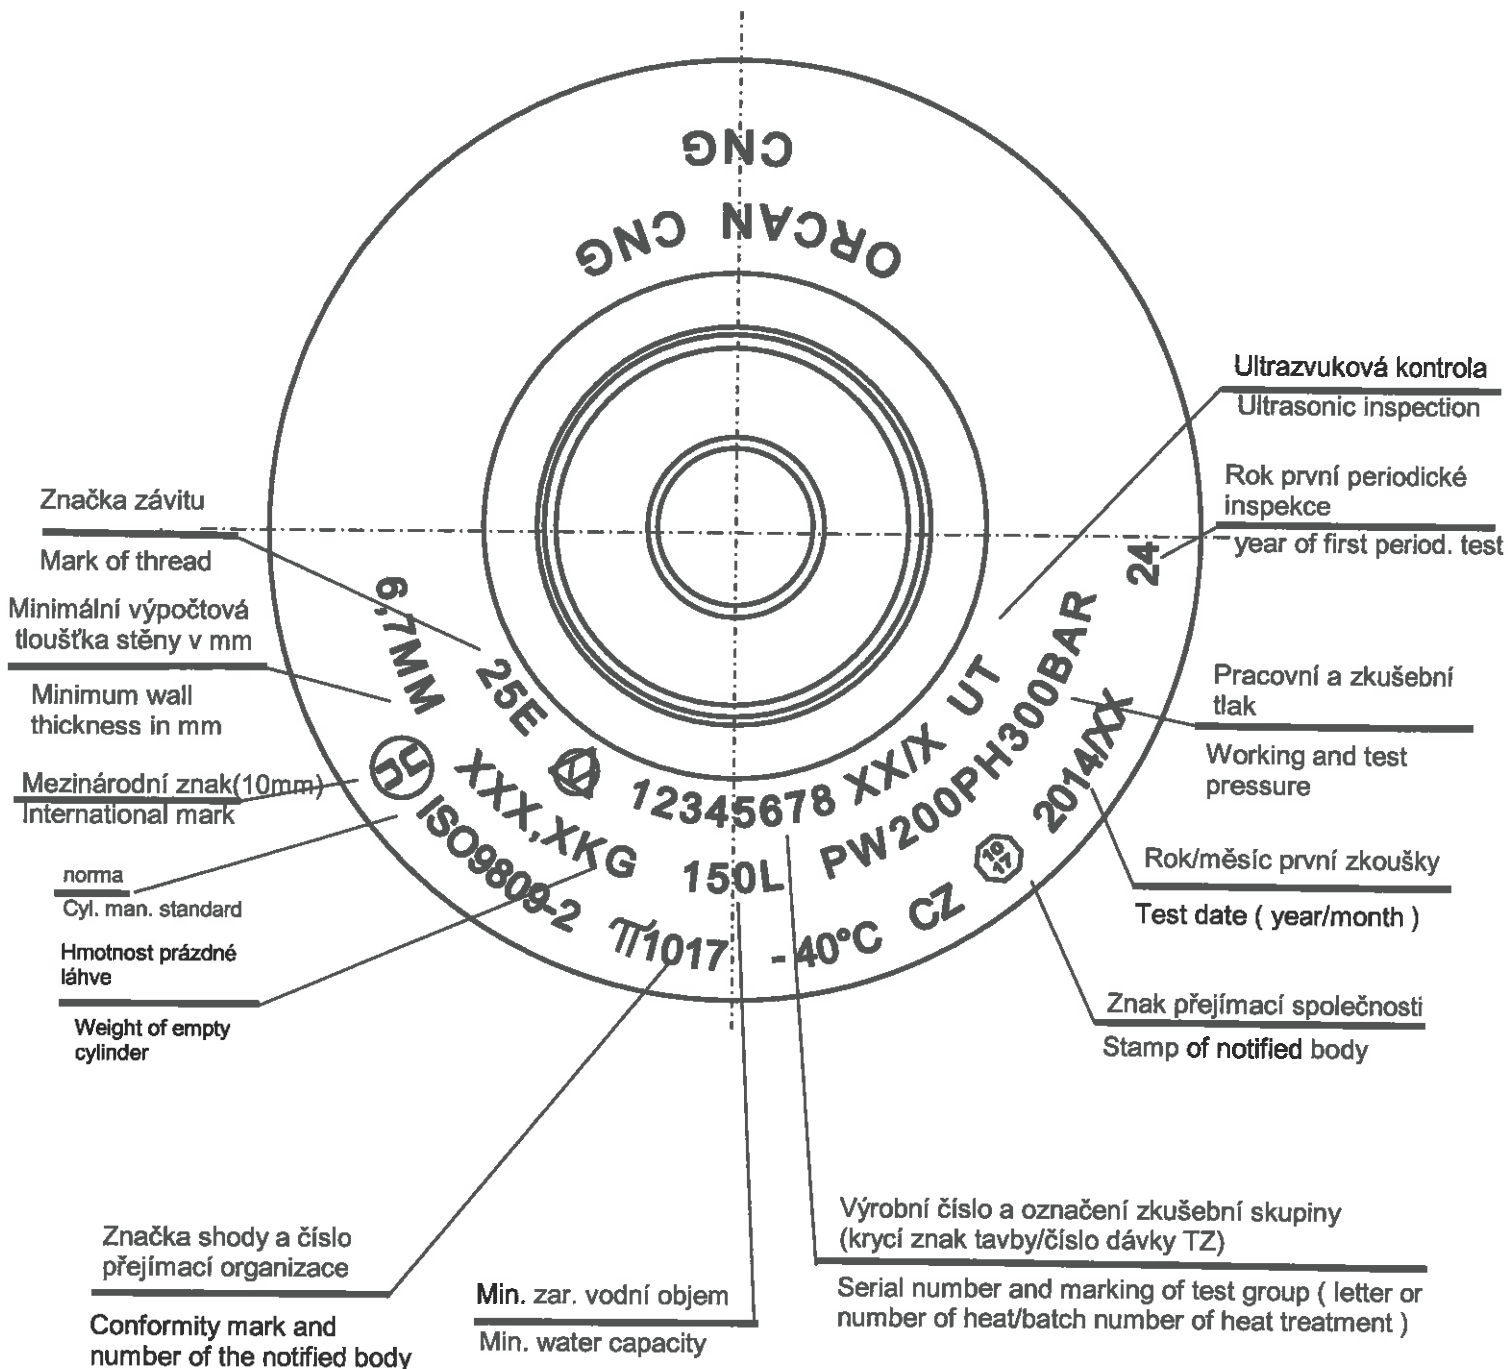 CNG
ORCAN CNG
Ultrazvuková kontrola
Ultrasonic inspection
Rok první periodické
inspekce
year of first period. test
Značka závitu
Mark of thread
Minimální výpočtová
tloušťka stěny v mm
Minimum wall
thickness in mm
Mezinárodní znak(10mm)
International mark
norma
Cyl. man. standard
Hmotnost prázdné
láhve
Weight of empty
cylinder
25E 12345678 XX/X UT
6,7MM XXX,XKG 150L PW200PH300BAR 24
UN ISO9809-2 π1017 -40°C CZ 10 17 2014/XX
Pracovní a zkušební
tlak
Working and test
pressure
Rok/měsíc první zkoušky
Test date ( year/month )
Znak přejímací společnosti
Stamp of notified body
Značka shody a číslo
přejímací organizace
Conformity mark and
number of the notified body
Min. zar. vodní objem
Min. water capacity
Výrobní číslo a označení zkušební skupiny
(krycí znak tavby/číslo dávky TZ)
Serial number and marking of test group ( letter or
number of heat/batch number of heat treatment )